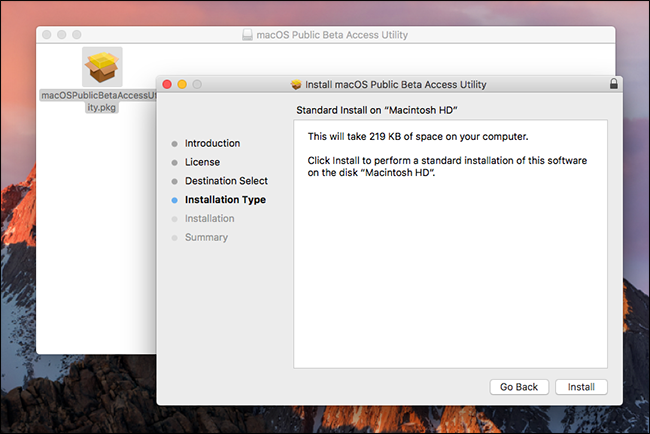 macOS Public Beta Access Utility
macOSPublicBetaAccessUt
ity.pkg
Install macOS Public Beta Access Utility
Standard Install on “Macintosh HD”
Introduction
License
Destination Select
Installation Type
Installation
Summary
This will take 219 KB of space on your computer.
Click Install to perform a standard installation of this software
on the disk “Macintosh HD”.
Go Back
Install